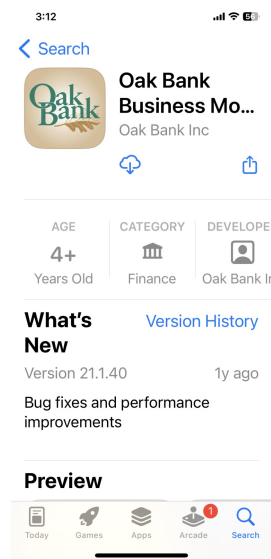 3:12
56
Search
Oak
Bank
Oak Bank
Business Mo...
Oak Bank Inc
AGE
CATEGORY
DEVELOPE
4+
Years Old
Finance
Oak Bank In
What's
New
Version History
Version 21.1.40
1y ago
Bug fixes and performance
improvements
Preview
1
Today
Games
Apps
Arcade
Search